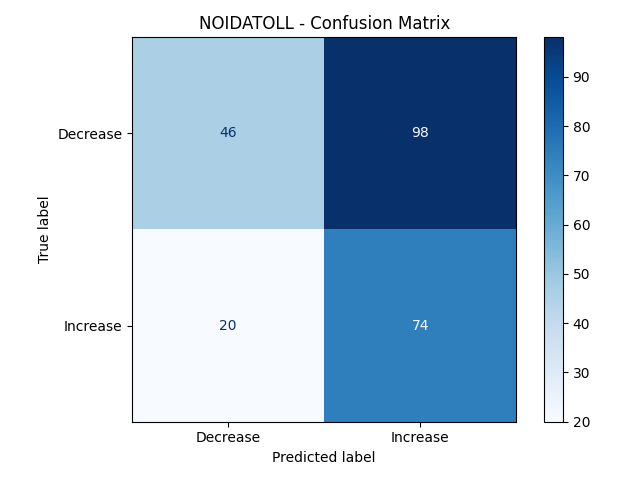 NOIDATOLL - Confusion Matrix
True label
Decrease
46
98
Increase
20
74
Decrease
Increase
Predicted label
90
80
70
60
50
40
30
20